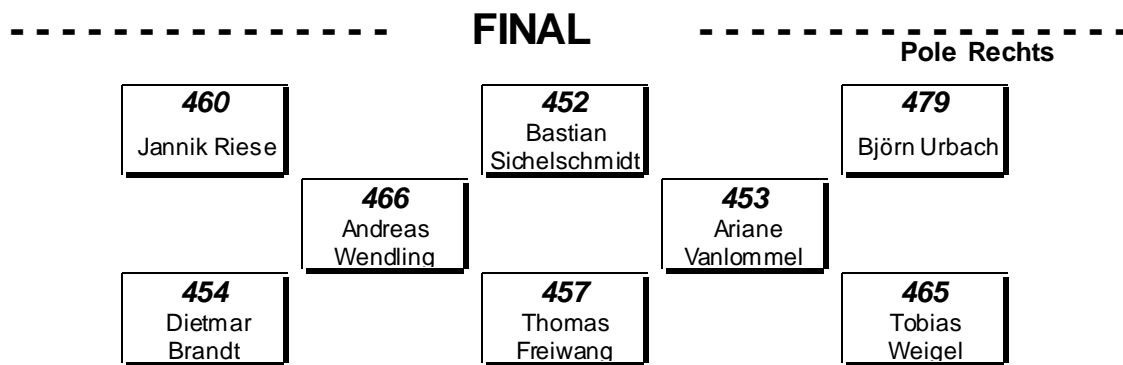 FINAL
Pole Rechts
460
Jannik Riese
452
Bastian
Sichelschmidt
479
Björn Urbach
466
Andreas
Wendling
453
Ariane
Vanlommel
454
Dietmar
Brandt
457
Thomas
Freiwang
465
Tobias
Weigel